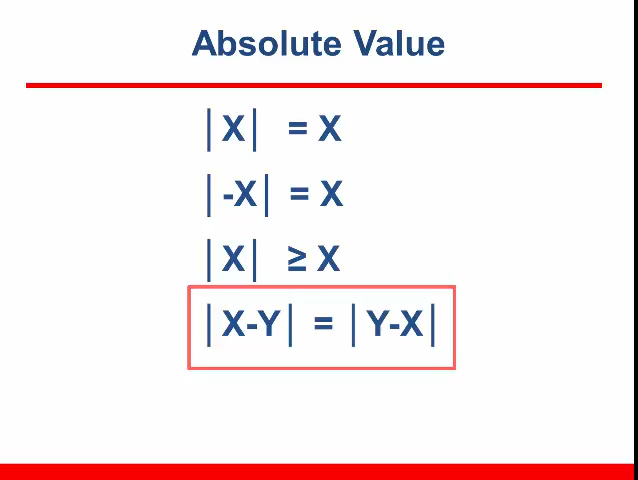 Absolute Value
|X| = X
|-X| = X
|X| ≥ X
|X-Y| = |Y-X|